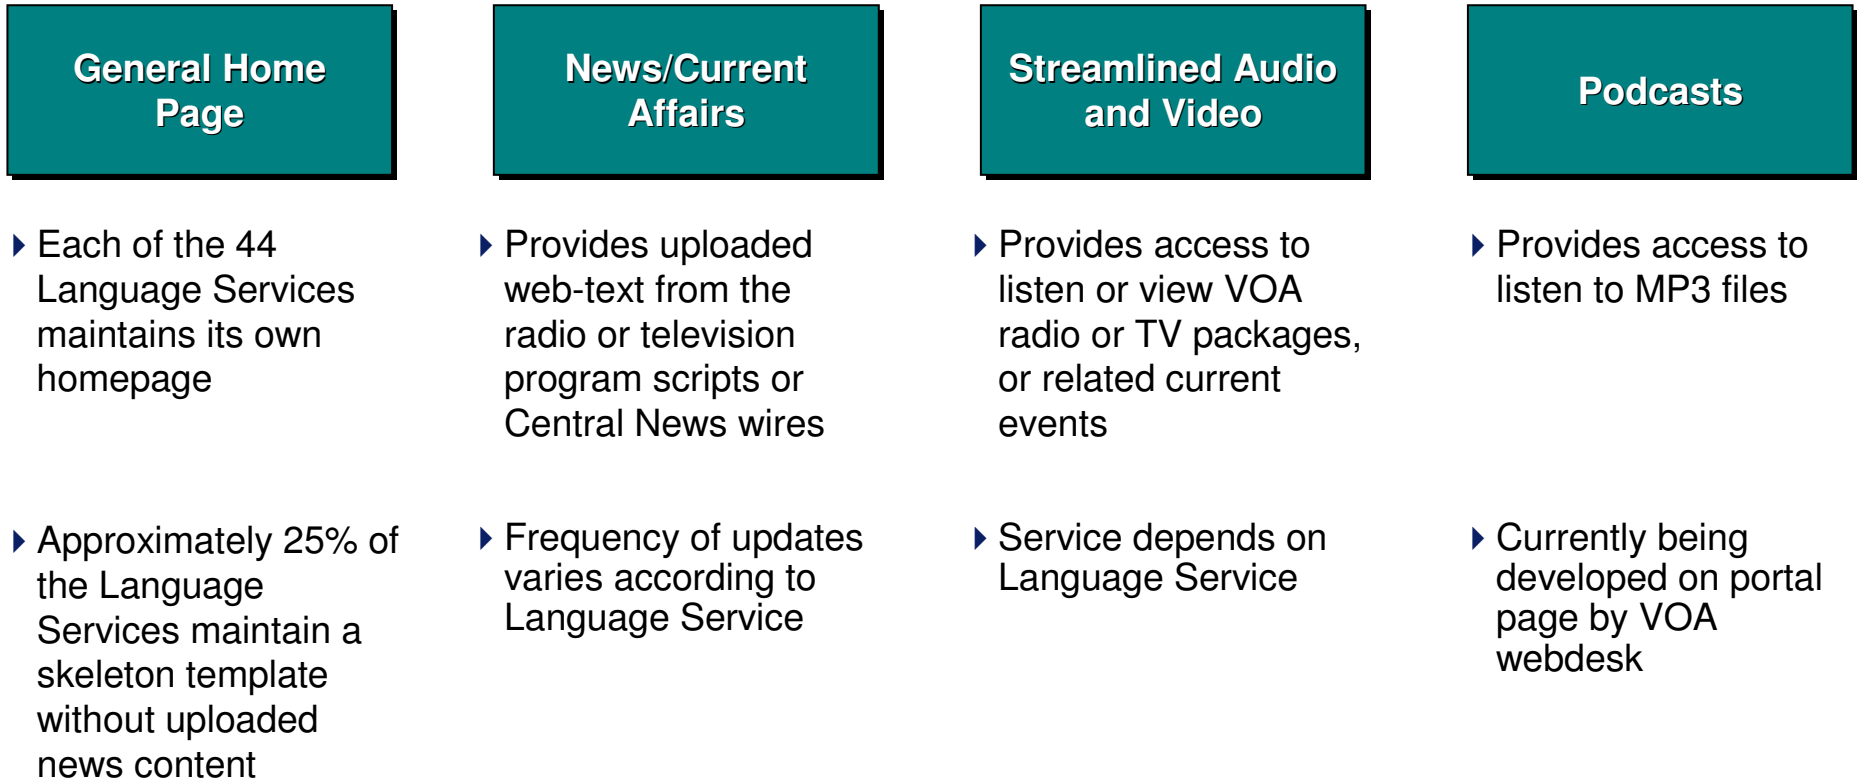 General Home
Page
Each of the 44
Language Services
maintains its own
homepage
Approximately 25% of
the Language
Services maintain a
skeleton template
without uploaded
news content
News/Current
Affairs
Provides uploaded
web-text from the
radio or television
program scripts or
Central News wires
Frequency of updates
varies according to
Language Service
Streamlined Audio
and Video
Provides access to
listen or view VOA
radio or TV packages,
or related current
events
Service depends on
Language Service
Podcasts
Provides access to
listen to MP3 files
Currently being
developed on portal
page by VOA
webdesk